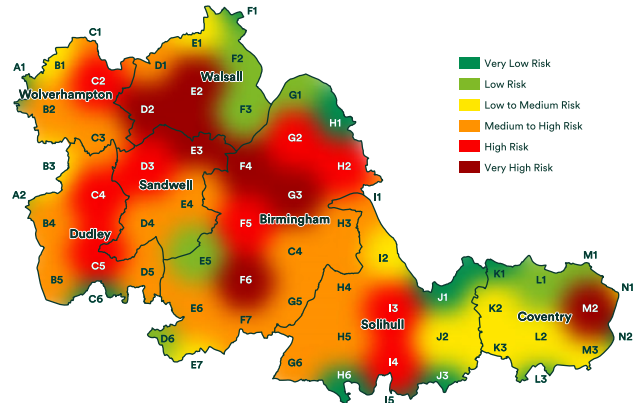 F1
C1
E1
A1
B1
D1
F2
C2
Walsall
Wolverhampton
E2
G1
B2
D2
F3
H1
C3
G2
B3
D3
E3
F4
H2
Sandwell
A2
C4
E4
G3
I1
B4
D4
F5
Birmingham
H3
Dudley
C4
I2
C5
E5
B5
D5
F6
H4
C6
G5
E6
I3
J1
F7
Solihull
D6
H5
J2
E7
G6
I4
H6
J3
I5
K1
L1
M1
N1
K2
M2
Coventry
K3
L2
N2
M3
L3
Very Low Risk
Low Risk
Low to Medium Risk
Medium to High Risk
High Risk
Very High Risk